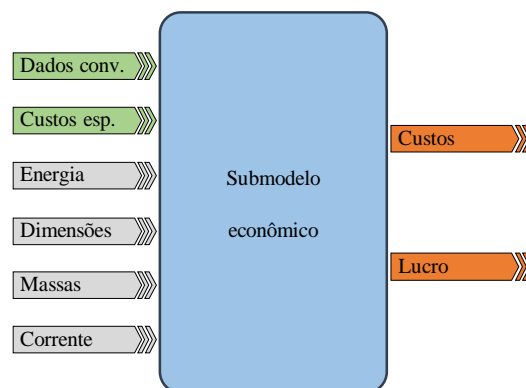 Dados conv.
Custos esp.
Energia
Dimensões
Massas
Corrente
Submodelo
econômico
Custos
Lucro